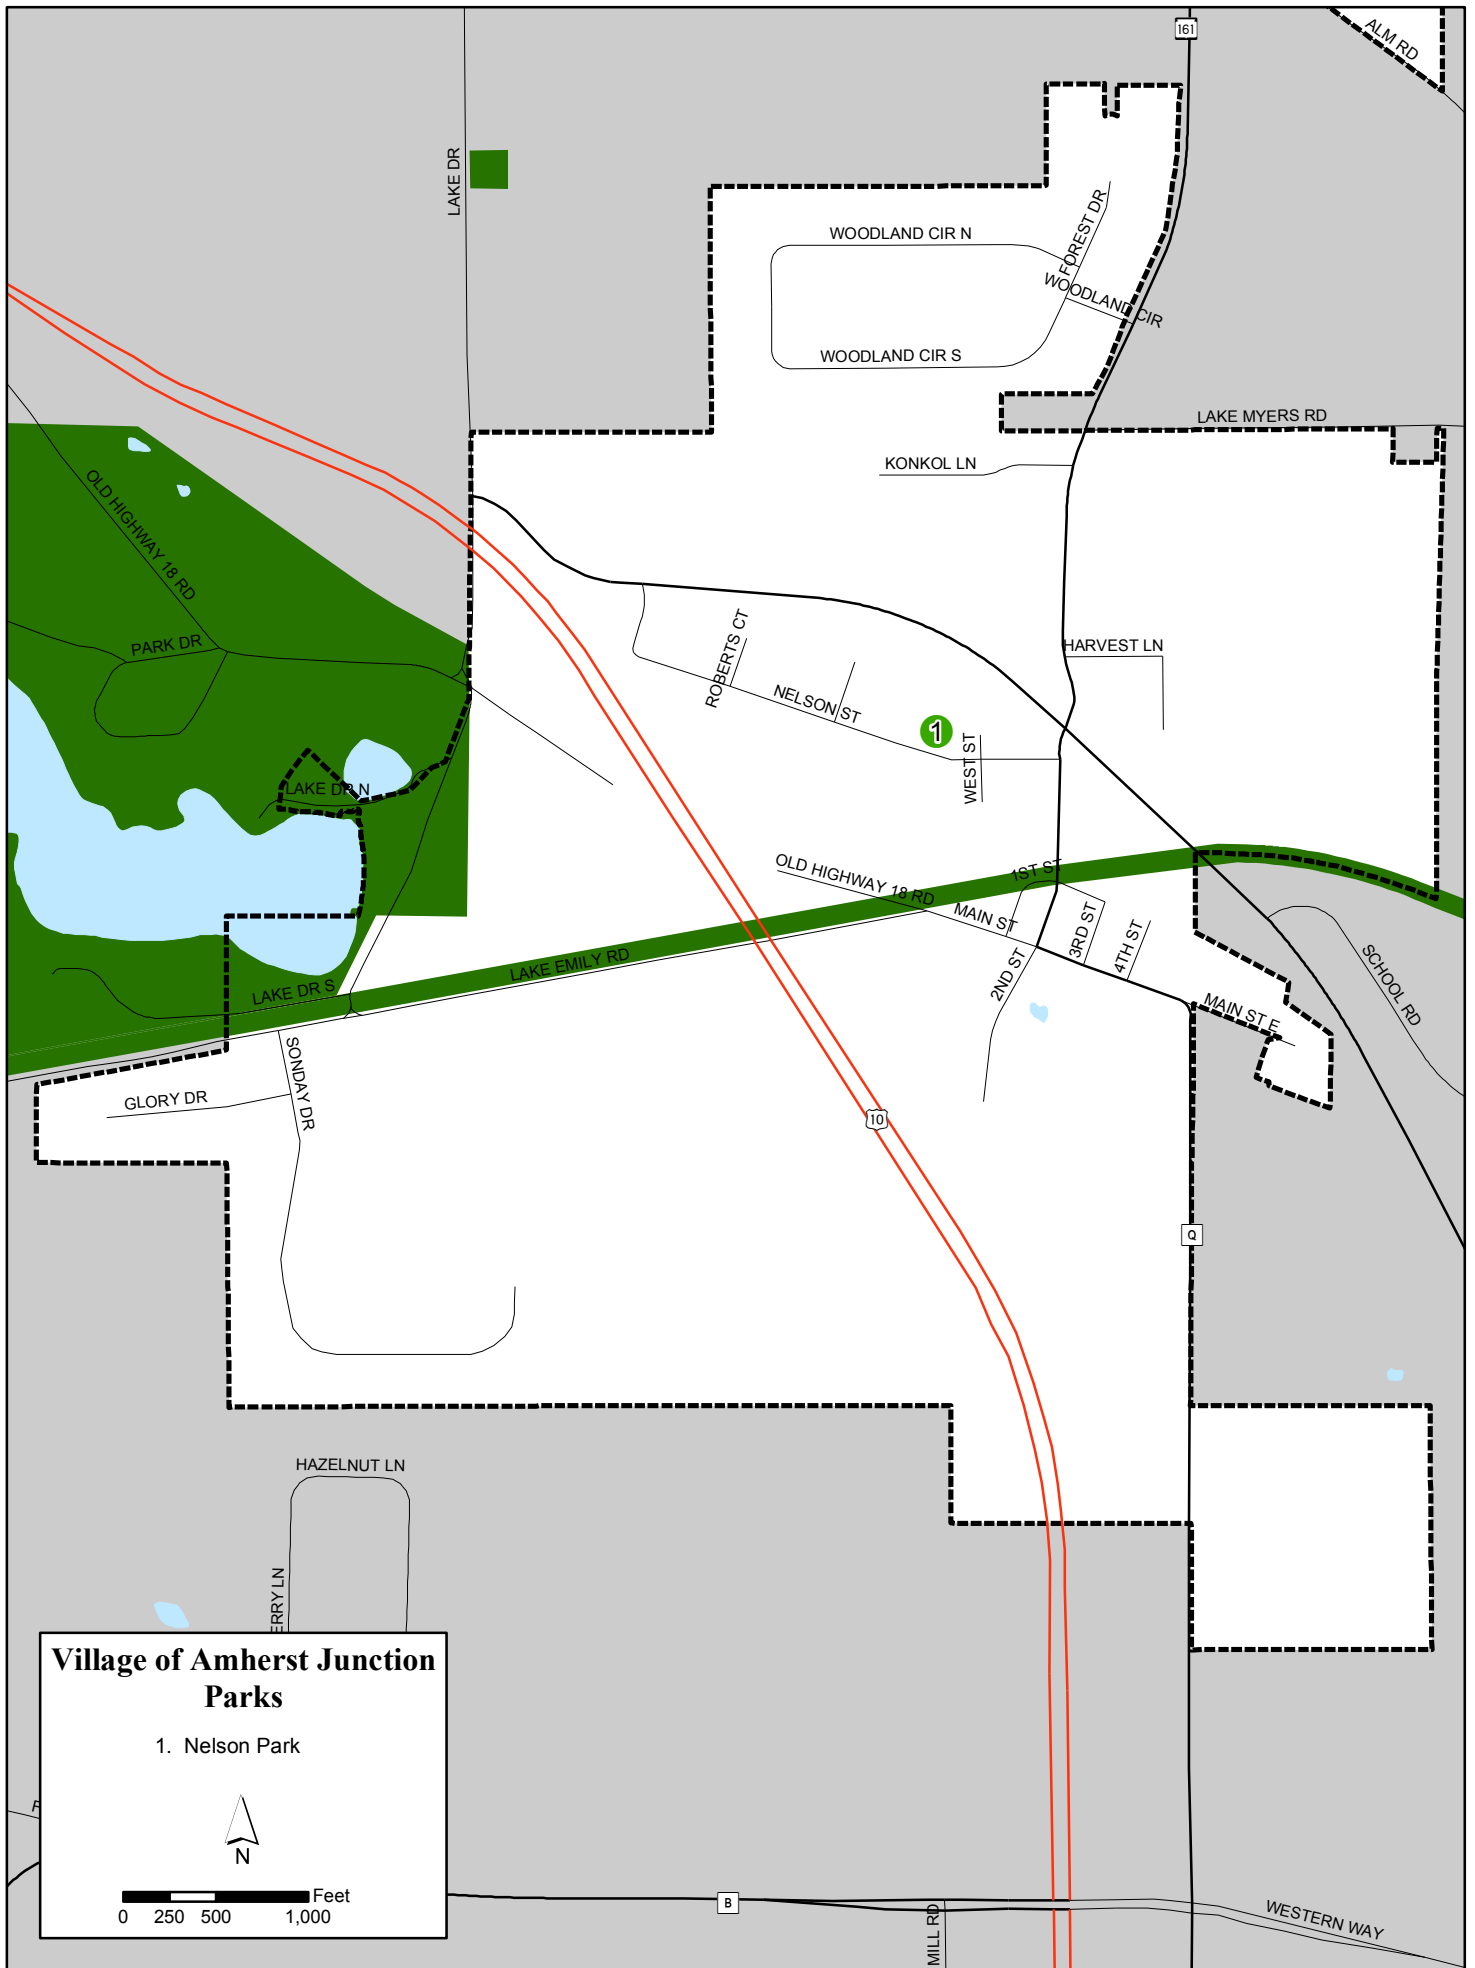 161
ALM RD
LAKE DR
WOODLAND CIR N
FOREST DR
WOODLAND CIR
WOODLAND CIR S
LAKE MYERS RD
KONKOL LN
OLD HIGHWAY 18 RD
PARK DR
ROBERTS CT
HARVEST LN
NELSON ST
1
WEST ST
LAKE DR N
OLD HIGHWAY 18 RD
1ST ST
MAIN ST
3RD ST
4TH ST
LAKE EMILY RD
2ND ST
SCHOOL RD
LAKE DR S
MAIN ST E
SONDAY DR
GLORY DR
10
Q
HAZELNUT LN
ERRY LN
Village of Amherst Junction
Parks
1. Nelson Park
N
Feet
0 250 500 1,000
B
MILL RD
WESTERN WAY